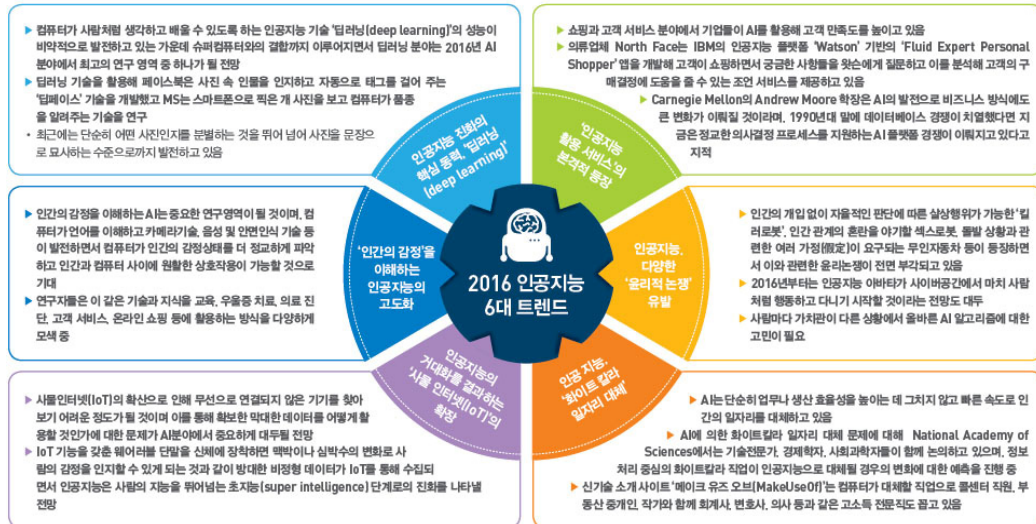 ▶ 컴퓨터가 사람처럼 생각하고 배울 수 있도록 하는 인공지능 기술 '딥러닝(deep learning)'의 성능이
비약적으로 발전하고 있는 가운데 슈퍼컴퓨터와의 결합까지 이루어지면서 딥러닝 분야는 2016년 AI
분야에서 최고의 연구 영역 중 하나가 될 전망
▶ 딥러닝 기술을 활용해 페이스북은 사진 속 인물을 인지하고 자동으로 태그를 걸어 주는
'딥페이스' 기술을 개발했고 MS는 스마트폰으로 찍은 개 사진을 보고 컴퓨터가 품종
을 알려주는 기술을 연구
• 최근에는 단순히 어떤 사진인지를 분별하는 것을 뛰어 넘어 사진을 문장으
로 묘사하는 수준으로까지 발전하고 있음
인공지능 진화의
핵심 동력, '딥러닝
(deep learning)'
▶ 쇼핑과 고객 서비스 분야에서 기업들이 AI를 활용해 고객 만족도를 높이고 있음
▶ 의류업체 North Face는 IBM의 인공지능 플랫폼 'Watson' 기반의 'Fluid Expert Personal
Shopper' 앱을 개발해 고객이 쇼핑하면서 궁금한 사항들을 왓슨에게 질문하고 이를 분석해 고객의 구
매결정에 도움을 줄 수 있는 조언 서비스를 제공하고 있음
▶ Carnegie Mellon의 Andrew Moore 학장은 AI의 발전으로 비즈니스 방식에도
큰 변화가 이뤄질 것이라며, 1990년대 말에 데이터베이스 경쟁이 치열했다면 지
금은 정교한 의사결정 프로세스를 지원하는 AI 플랫폼 경쟁이 이뤄지고 있다고
지적
'인공지능
활용 서비스'의
본격적 등장
▶ 인간의 감정을 이해하는 AI는 중요한 연구영역이 될 것이며, 컴
퓨터가 언어를 이해하고 카메라기술, 음성 및 안면인식 기술 등
이 발전하면서 컴퓨터가 인간의 감정상태를 더 정교하게 파악
하고 인간과 컴퓨터 사이에 원활한 상호작용이 가능할 것으로
기대
▶ 연구자들은 이 같은 기술과 지식을 교육, 우울증 치료, 의료 진
단, 고객 서비스, 온라인 쇼핑 등에 활용하는 방식을 다양하게
모색 중
'인간의 감정'을
이해하는
인공지능의
고도화
2016 인공지능
6대 트렌드
인공지능,
다양한
'윤리적 논쟁'
유발
▶ 인간의 개입 없이 자율적인 판단에 따른 살상행위가 가능한 '킬
러로봇', 인간 관계의 혼란을 야기할 섹스로봇, 돌발 상황과 관
련한 여러 가정(假定)이 요구되는 무인자동차 등이 등장하면
서 이와 관련한 윤리논쟁이 전면 부각되고 있음
▶ 2016년부터는 인공지능 아바타가 사이버공간에서 마치 사람
처럼 행동하고 다니기 시작할 것이라는 전망도 대두
▶ 사람마다 가치관이 다른 상황에서 올바른 AI 알고리즘에 대한
고민이 필요
▶ 사물인터넷(IoT)의 확산으로 인해 무선으로 연결되지 않은 기기를 찾아
보기 어려운 정도가 될 것이며 이를 통해 확보한 막대한 데이터를 어떻게 활
용할 것인가에 대한 문제가 AI분야에서 중요하게 대두될 전망
▶ IoT 기능을 갖춘 웨어러블 단말을 신체에 장착하면 맥박이나 심박수의 변화로 사
람의 감정을 인지할 수 있게 되는 것과 같이 방대한 비정형 데이터가 IoT를 통해 수집되
면서 인공지능은 사람의 지능을 뛰어넘는 초지능(super intelligence) 단계로의 진화를 나타낼
전망
인공지능의
거대화를 결과하는
'사물 인터넷(IoT)'의
확장
인공 지능,
'화이트 칼라
일자리 대체'
▶ AI는 단순히 업무나 생산 효율성을 높이는 데 그치지 않고 빠른 속도로 인
간의 일자리를 대체하고 있음
▶ AI에 의한 화이트칼라 일자리 대체 문제에 대해 National Academy of
Sciences에서는 기술전문가, 경제학자, 사회과학자들이 함께 논의하고 있으며, 정보
처리 중심의 화이트칼라 직업이 인공지능으로 대체될 경우의 변화에 대한 예측을 진행 중
▶ 신기술 소개 사이트 '메이크 유즈 오브(MakeUseOf)'는 컴퓨터가 대체할 직업으로 콜센터 직원, 부
동산 중개인, 작가와 함께 회계사, 변호사, 의사 등과 같은 고소득 전문직도 꼽고 있음